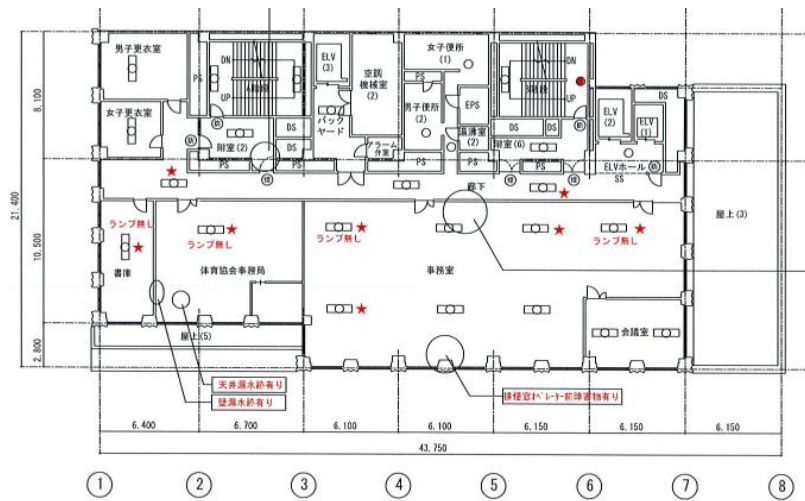 男子更衣室
女子更衣室
PS
DN
UP
附室(2)
DS
DS
PS
PS
ELV
(3)
バック
ヤード
空調
機械室
(2)
アラーム
弁室
女子便所
(1)
PS
男子便所
(2)
EPS
湯沸室
(2)
PS
PS
DN
UP
DS
DS
附室(6)
PS
ELV
(2)
ELV
(1)
DS
ELVホール
SS
PS
廊下
屋上(3)
ランプ無し
書庫
ランプ無し
体育協会事務局
ランプ無し
事務室
ランプ無し
会議室
屋上(5)
天井漏水跡有り
壁漏水跡有り
排煙窓オペレーター前障害物有り
8,100
10,500
2,800
21,400
6,400
6,700
6,100
6,100
6,150
6,150
6,150
43,750
1
2
3
4
5
6
7
8